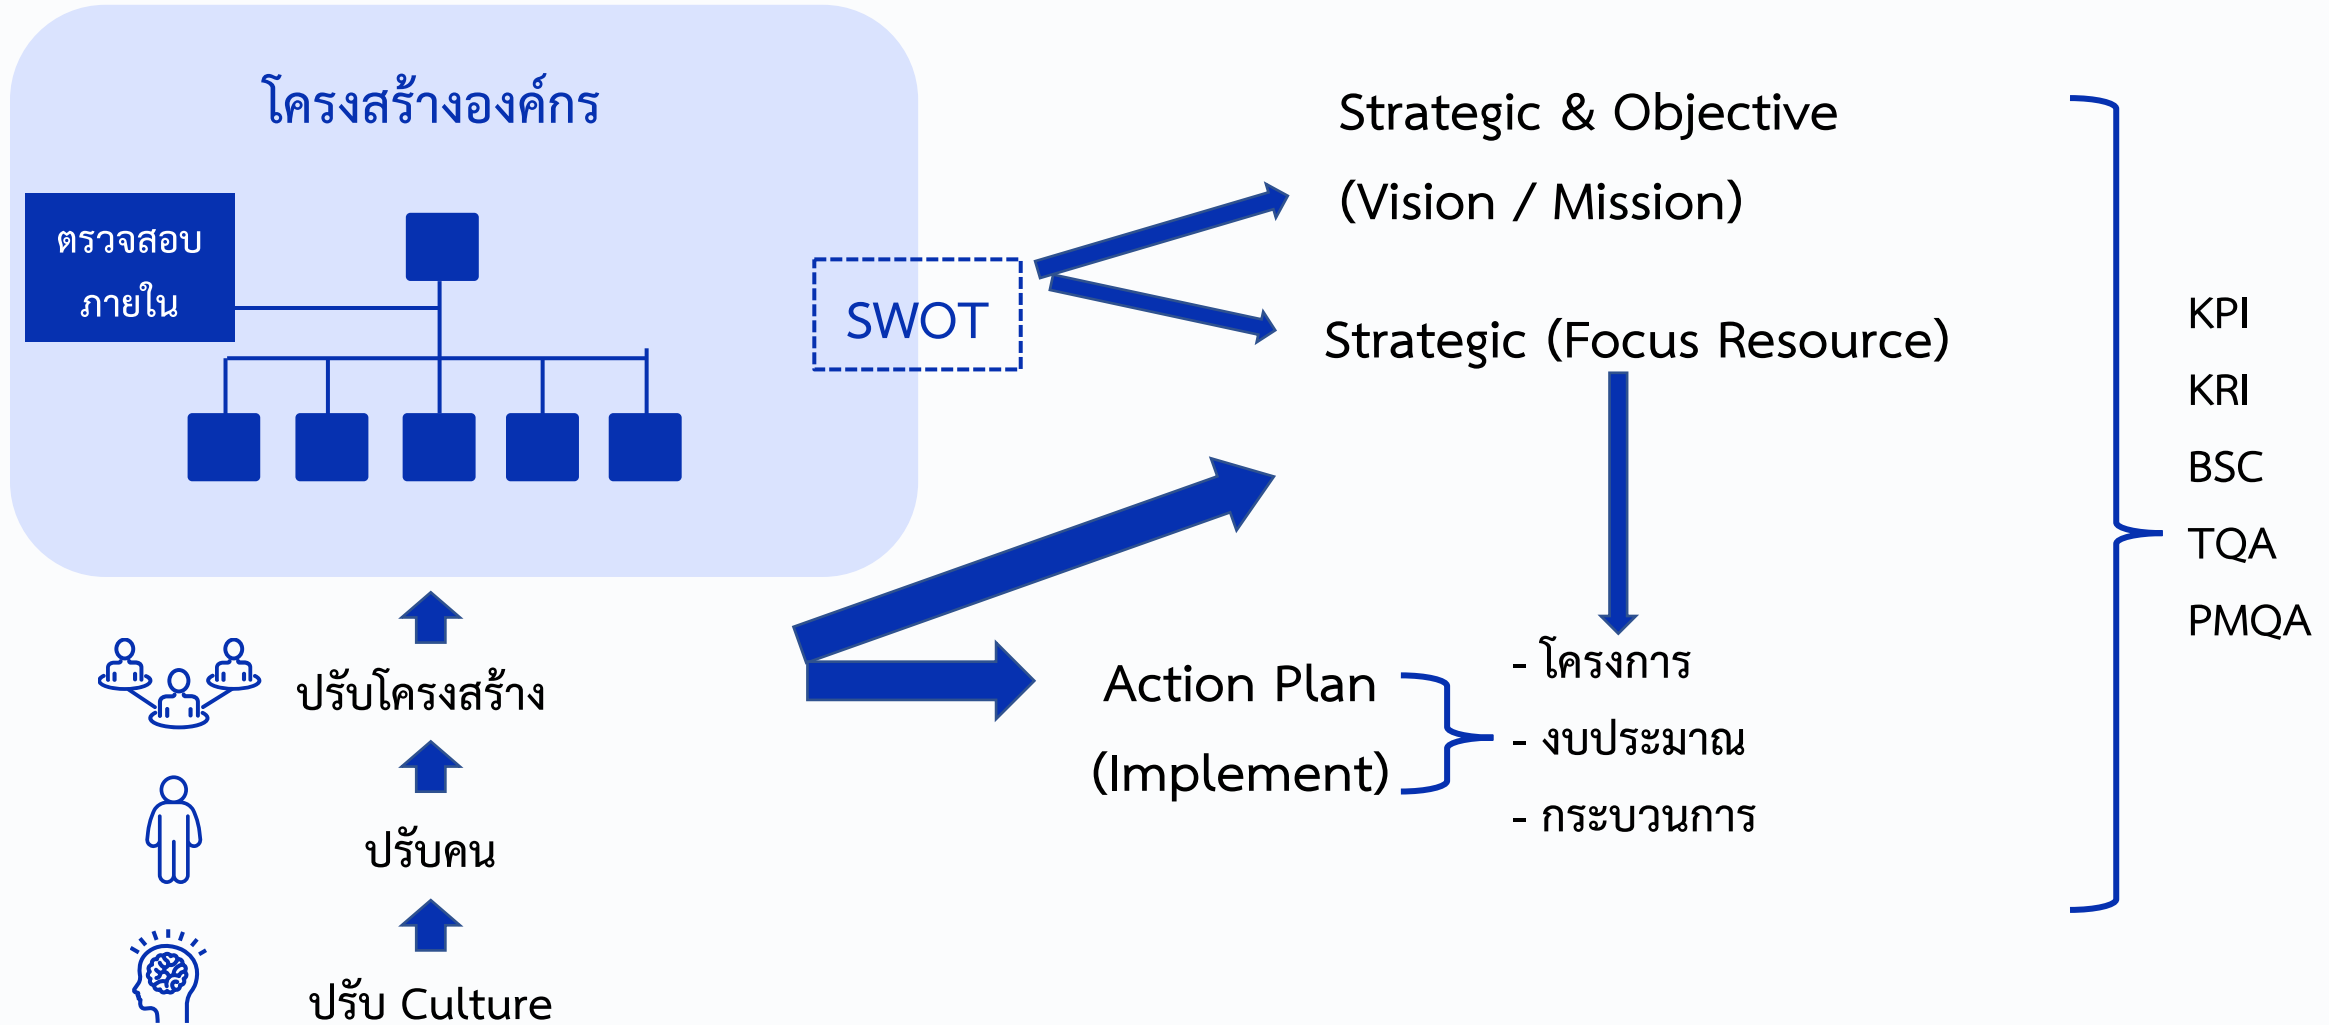 โครงสร้างองค์กร
ตรวจสอบ
ภายใน
SWOT
ปรับโครงสร้าง
ปรับคน
ปรับ Culture
Strategic & Objective
(Vision / Mission)
Strategic (Focus Resource)
Action Plan
(Implement)
- โครงการ
- งบประมาณ
- กระบวนการ
KPI
KRI
BSC
TQA
PMQA